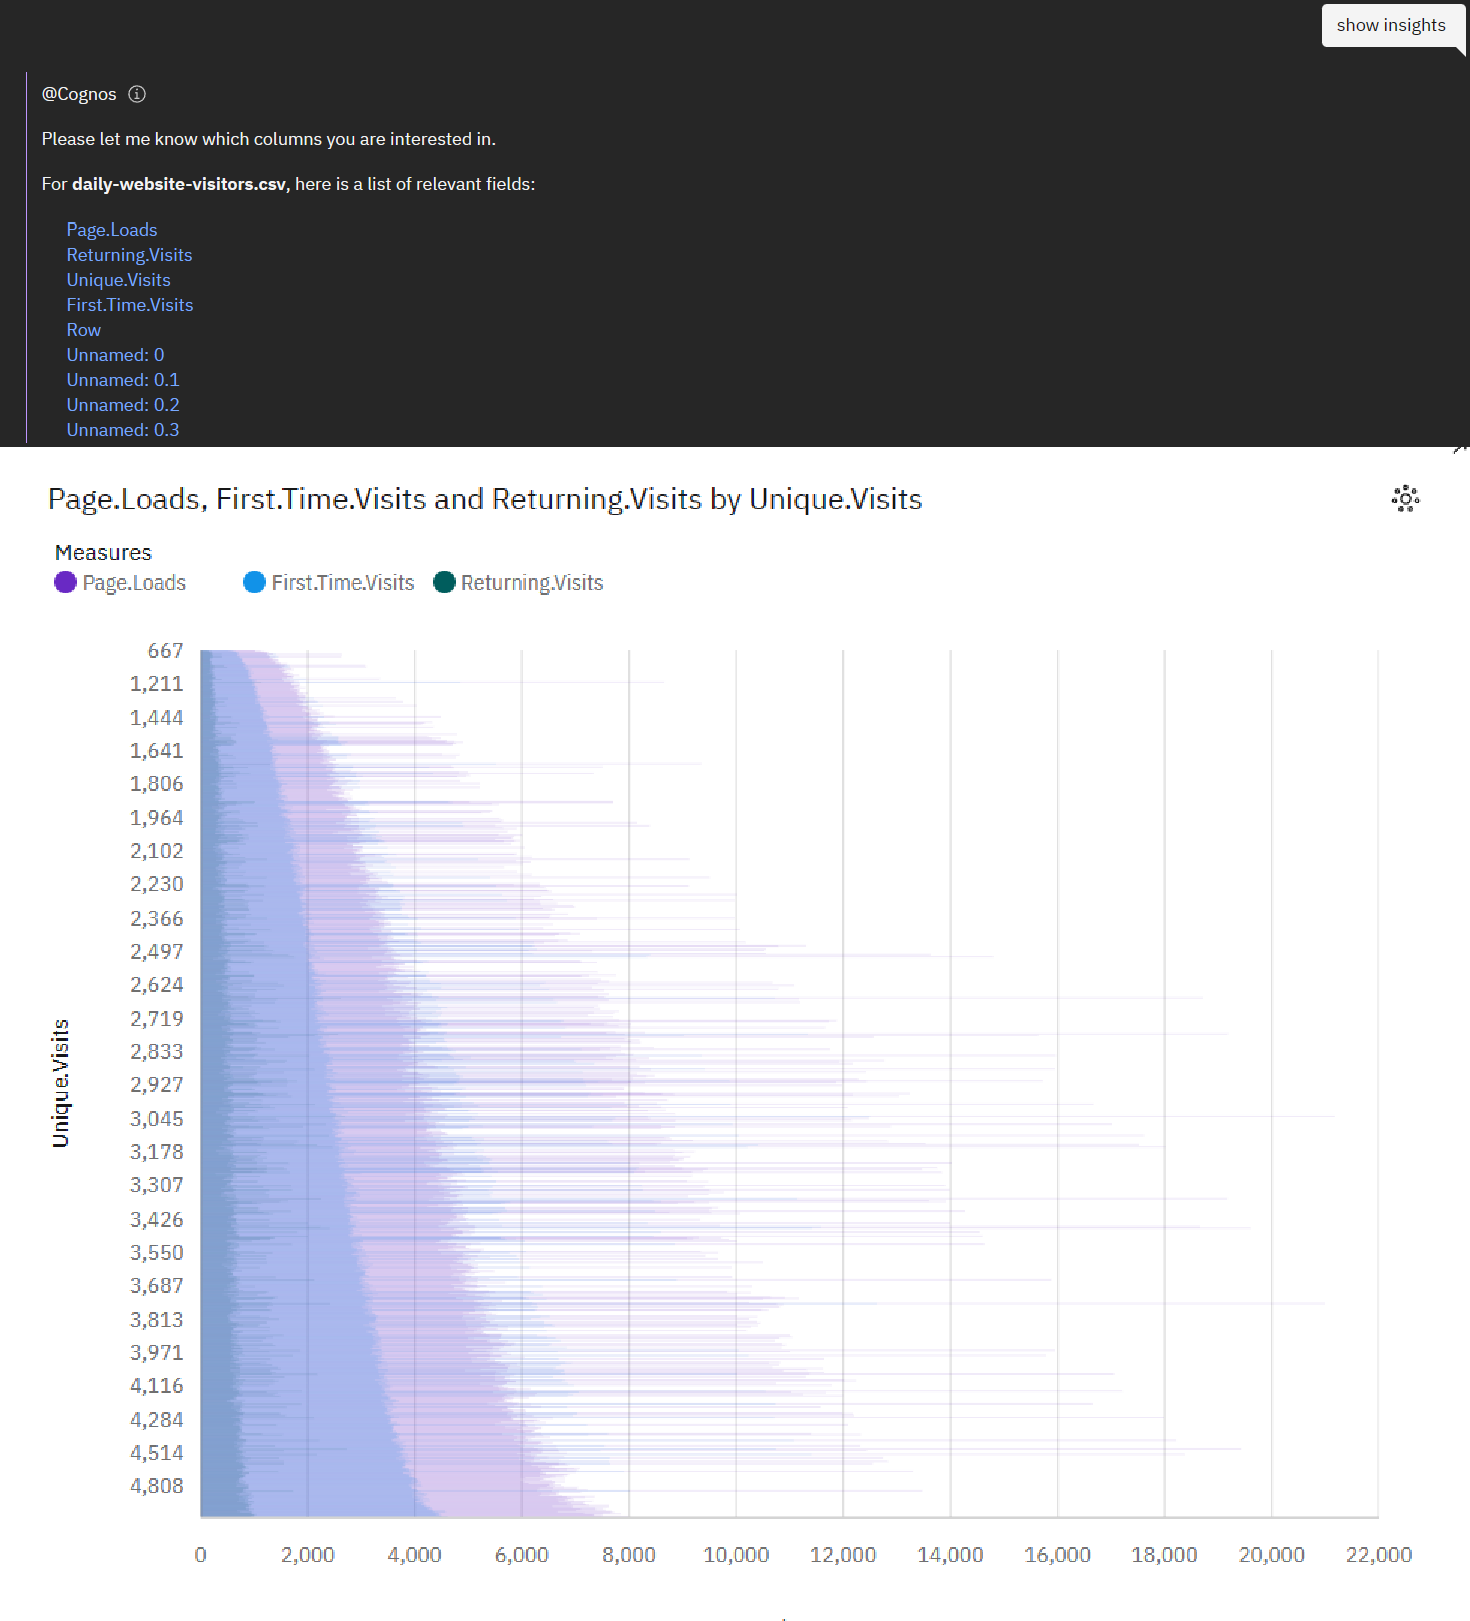 show insights
@Cognos
Please let me know which columns you are interested in.
For daily-website-visitors.csv, here is a list of relevant fields:
Page.Loads
Returning.Visits
Unique.Visits
First.Time.Visits
Row
Unnamed: 0
Unnamed: 0.1
Unnamed: 0.2
Unnamed: 0.3
Page.Loads, First.Time.Visits and Returning.Visits by Unique.Visits
Measures
Page.Loads First.Time.Visits Returning.Visits
Unique.Visits
667
1,211
1,444
1,641
1,806
1,964
2,102
2,230
2,366
2,497
2,624
2,719
2,833
2,927
3,045
3,178
3,307
3,426
3,550
3,687
3,813
3,971
4,116
4,284
4,514
4,808
0 2,000 4,000 6,000 8,000 10,000 12,000 14,000 16,000 18,000 20,000 22,000